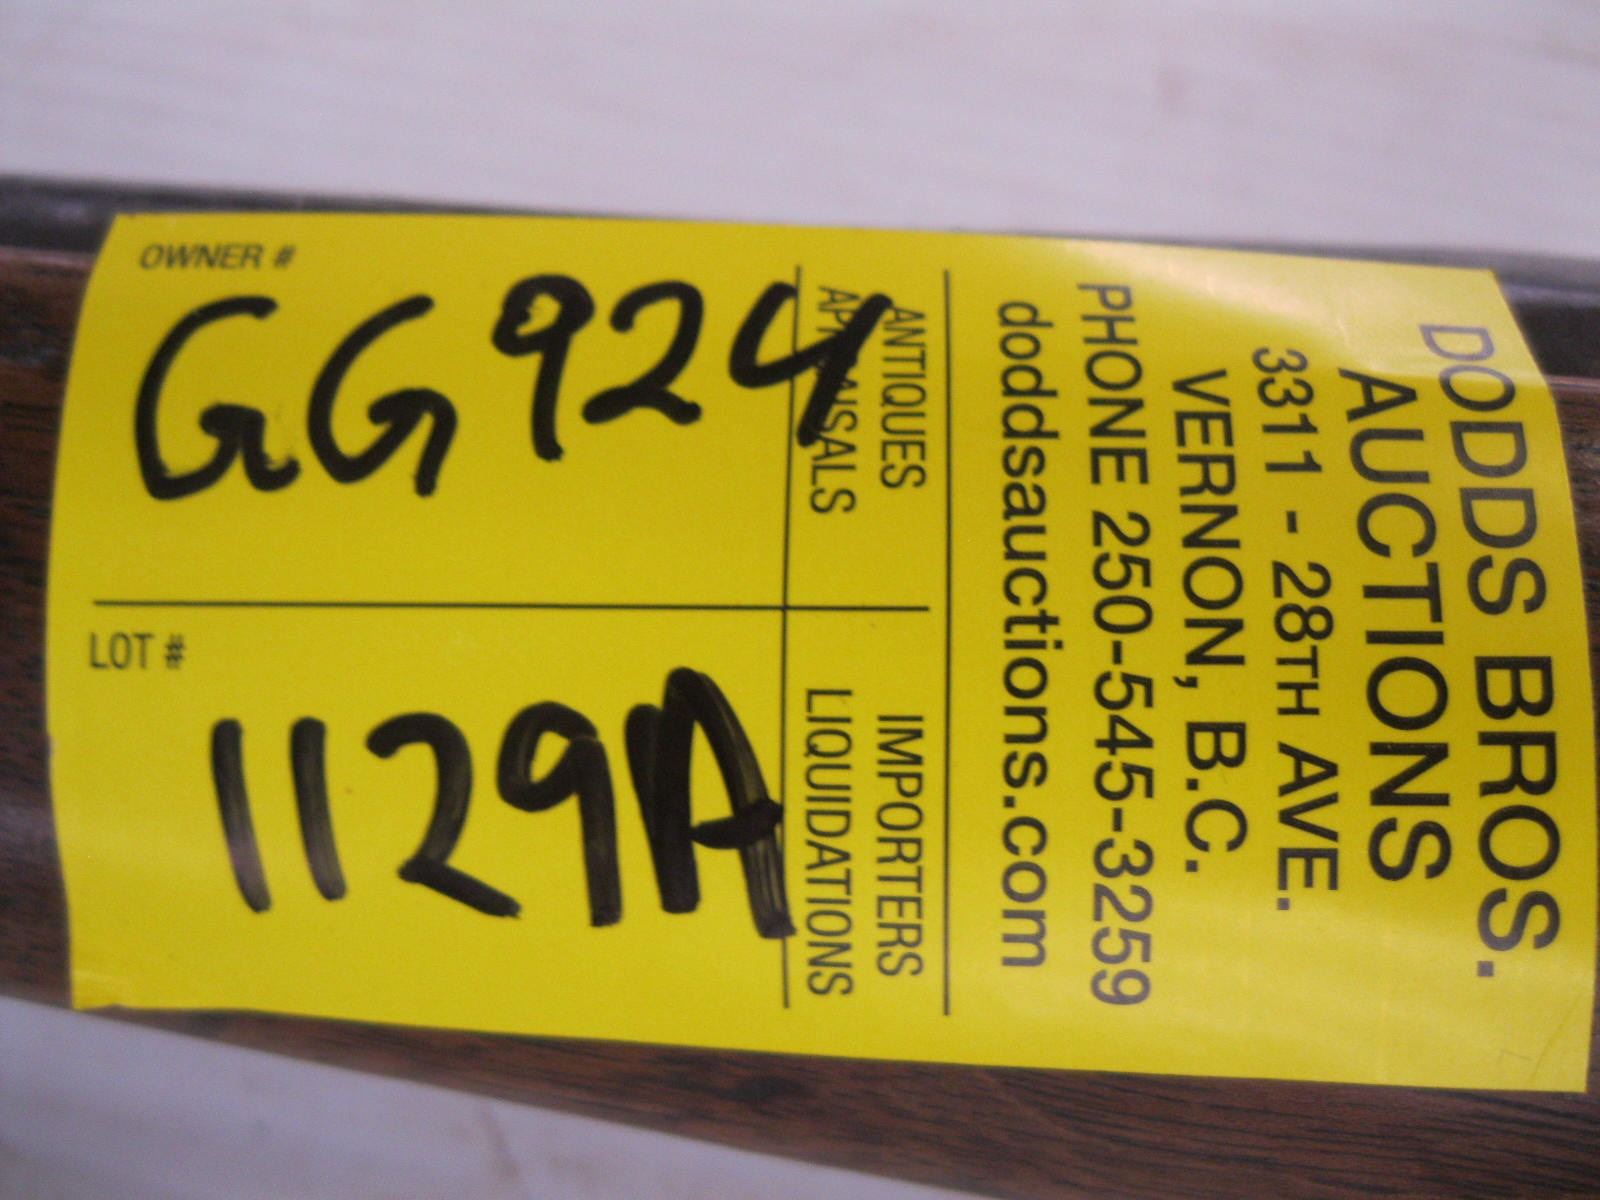 DODDS BROS.
AUCTIONS
3311 - 28TH AVE.
VERNON, B.C.
PHONE 250-545-3259
doddsauctions.com
ANTIQUES
APPRAISALS
IMPORTERS
LIQUIDATIONS
OWNER #
GG924
LOT #
1129A